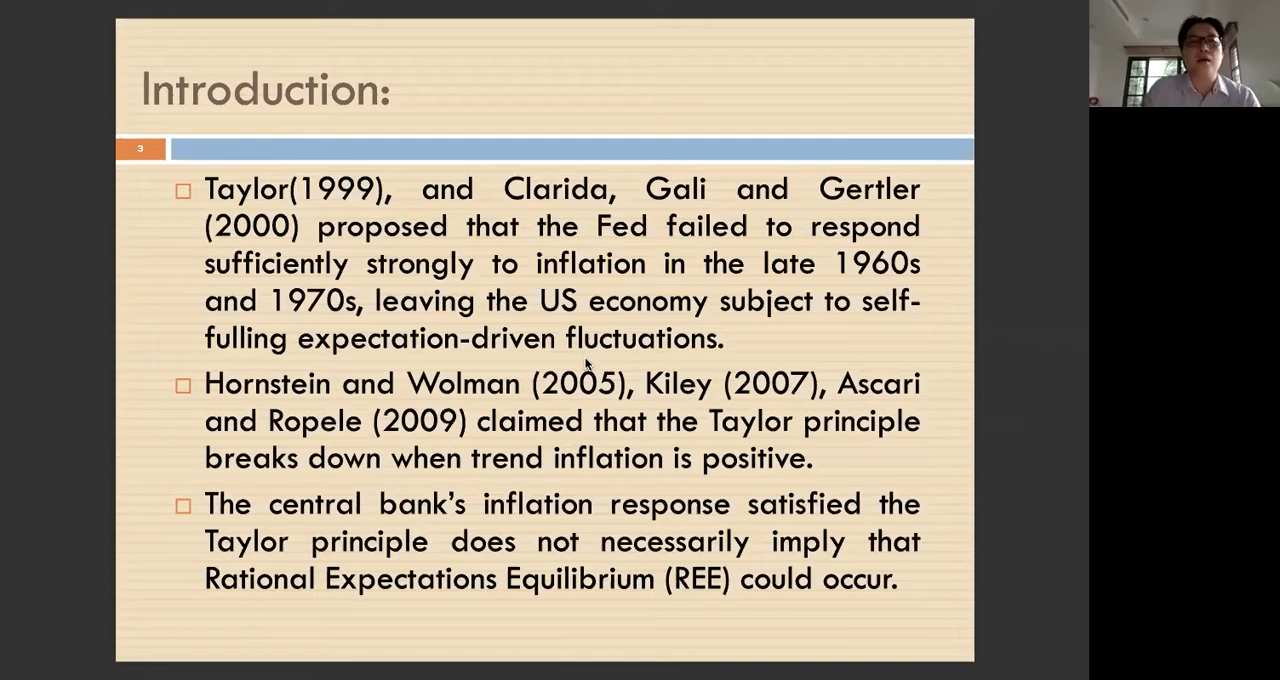 Introduction:
3
Taylor(1999), and Clarida, Gali and Gertler
(2000) proposed that the Fed failed to respond
sufficiently strongly to inflation in the late 1960s
and 1970s, leaving the US economy subject to self-
fulling expectation-driven fluctuations.
Hornstein and Wolman (2005), Kiley (2007), Ascari
and Ropele (2009) claimed that the Taylor principle
breaks down when trend inflation is positive.
The central bank’s inflation response satisfied the
Taylor principle does not necessarily imply that
Rational Expectations Equilibrium (REE) could occur.